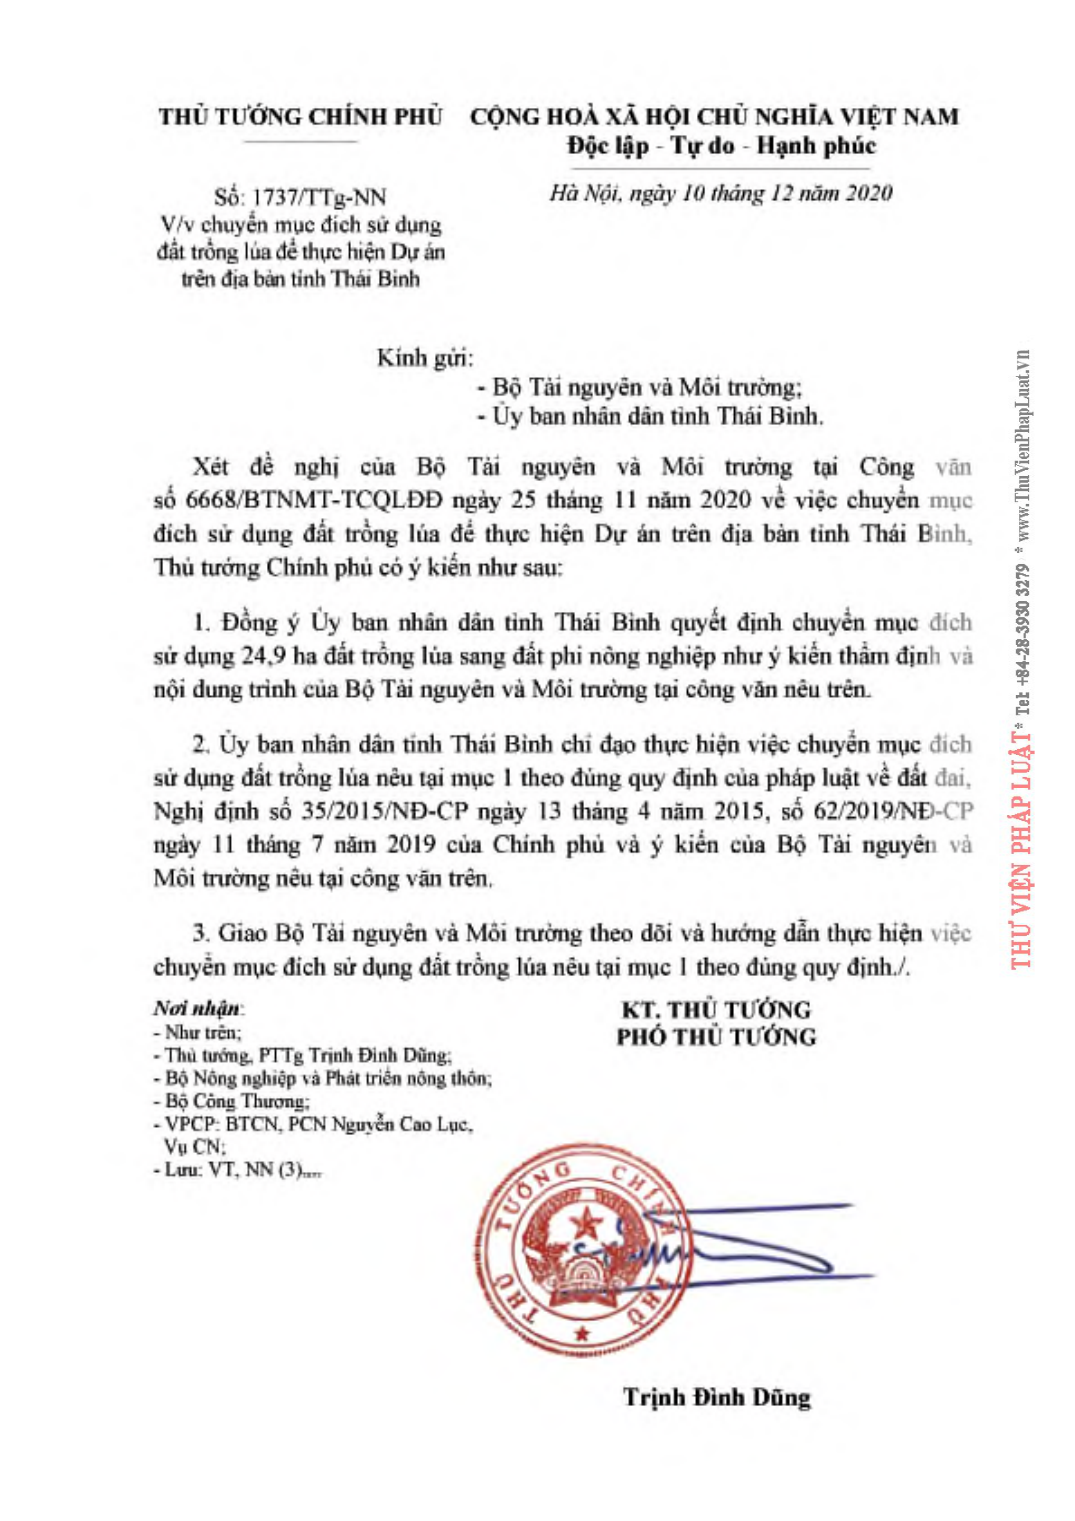 THỦ TƯỚNG CHÍNH PHỦ
CỘNG HOÀ XÃ HỘI CHỦ NGHĨA VIỆT NAM
Độc lập - Tự do - Hạnh phúc
Số: 1737/TTg-NN
V/v chuyển mục đích sử dụng
đất trồng lúa để thực hiện Dự án
trên địa bàn tỉnh Thái Bình
Hà Nội, ngày 10 tháng 12 năm 2020
Kính gửi:
- Bộ Tài nguyên và Môi trường;
- Ủy ban nhân dân tỉnh Thái Bình.
Xét đề nghị của Bộ Tài nguyên và Môi trường tại Công văn
số 6668/BTNMT-TCQLĐĐ ngày 25 tháng 11 năm 2020 về việc chuyển mục
đích sử dụng đất trồng lúa để thực hiện Dự án trên địa bàn tỉnh Thái Bình,
Thủ tướng Chính phủ có ý kiến như sau:
1. Đồng ý Ủy ban nhân dân tỉnh Thái Bình quyết định chuyển mục đích
sử dụng 24,9 ha đất trồng lúa sang đất phi nông nghiệp như ý kiến thẩm định và
nội dung trình của Bộ Tài nguyên và Môi trường tại công văn nêu trên.
2. Ủy ban nhân dân tỉnh Thái Bình chỉ đạo thực hiện việc chuyển mục đích
sử dụng đất trồng lúa nêu tại mục 1 theo đúng quy định của pháp luật về đất đai,
Nghị định số 35/2015/NĐ-CP ngày 13 tháng 4 năm 2015, số 62/2019/NĐ-CP
ngày 11 tháng 7 năm 2019 của Chính phủ và ý kiến của Bộ Tài nguyên và
Môi trường nêu tại công văn trên.
3. Giao Bộ Tài nguyên và Môi trường theo dõi và hướng dẫn thực hiện việc
chuyển mục đích sử dụng đất trồng lúa nêu tại mục 1 theo đúng quy định./.
Nơi nhận:
- Như trên;
- Thủ tướng, PTTg Trịnh Đình Dũng;
- Bộ Nông nghiệp và Phát triển nông thôn;
- Bộ Công Thương;
- VPCP: BTCN, PCN Nguyễn Cao Lục,
Vụ CN;
- Lưu: VT, NN (3).....
KT. THỦ TƯỚNG
PHÓ THỦ TƯỚNG
THỦ TƯỚNG CHÍNH PHỦ
Trịnh Đình Dũng
THƯ VIỆN PHÁP LUẬT * Tel: +84-28-3930 3279 * www.ThuVienPhapLuat.vn